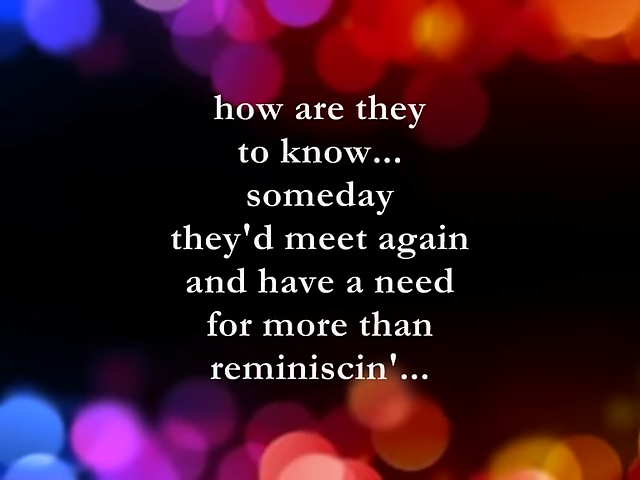 how are they
to know...
someday
they'd meet again
and have a need
for more than
reminiscin'...